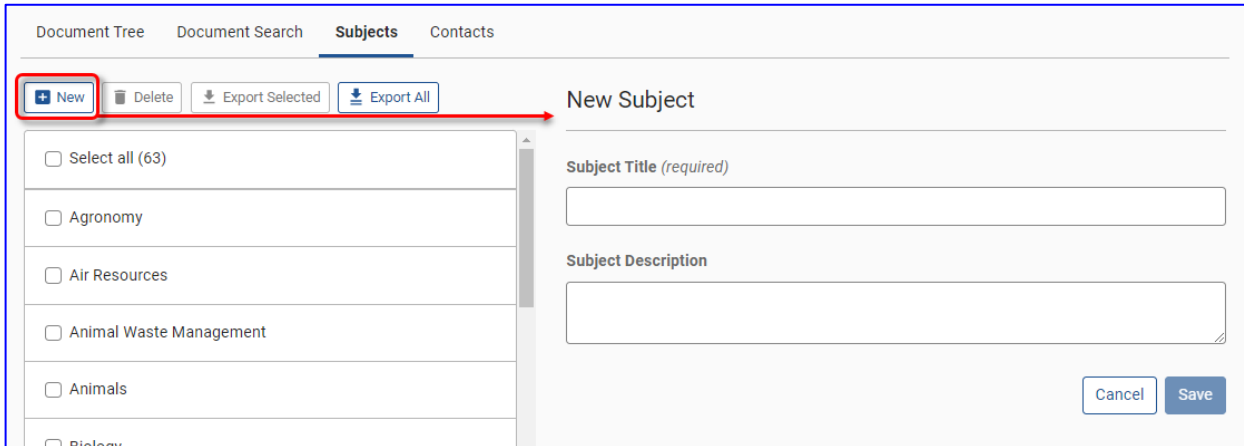 Document Tree Document Search Subjects Contacts
New Delete Export Selected Export All
Select all (63)
Agronomy
Air Resources
Animal Waste Management
Animals
Biology
New Subject
Subject Title (required)
Subject Description
Cancel Save